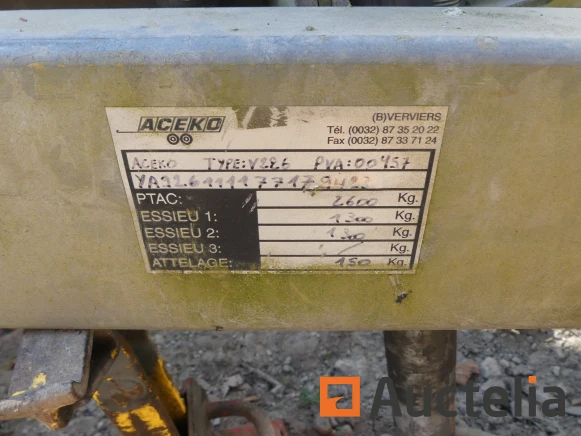 ACEKO
(B)VERVIERS
Tél. (0032) 87 35 20 22
Fax (0032) 87 33 71 24
ACEKO TYPE:V226 PVA:00457
PTAC: 2600 Kg.
ESSIEU 1: 1300 Kg.
ESSIEU 2: 1300 Kg.
ESSIEU 3: / Kg.
ATTELAGE: 150 Kg.
Auctelia